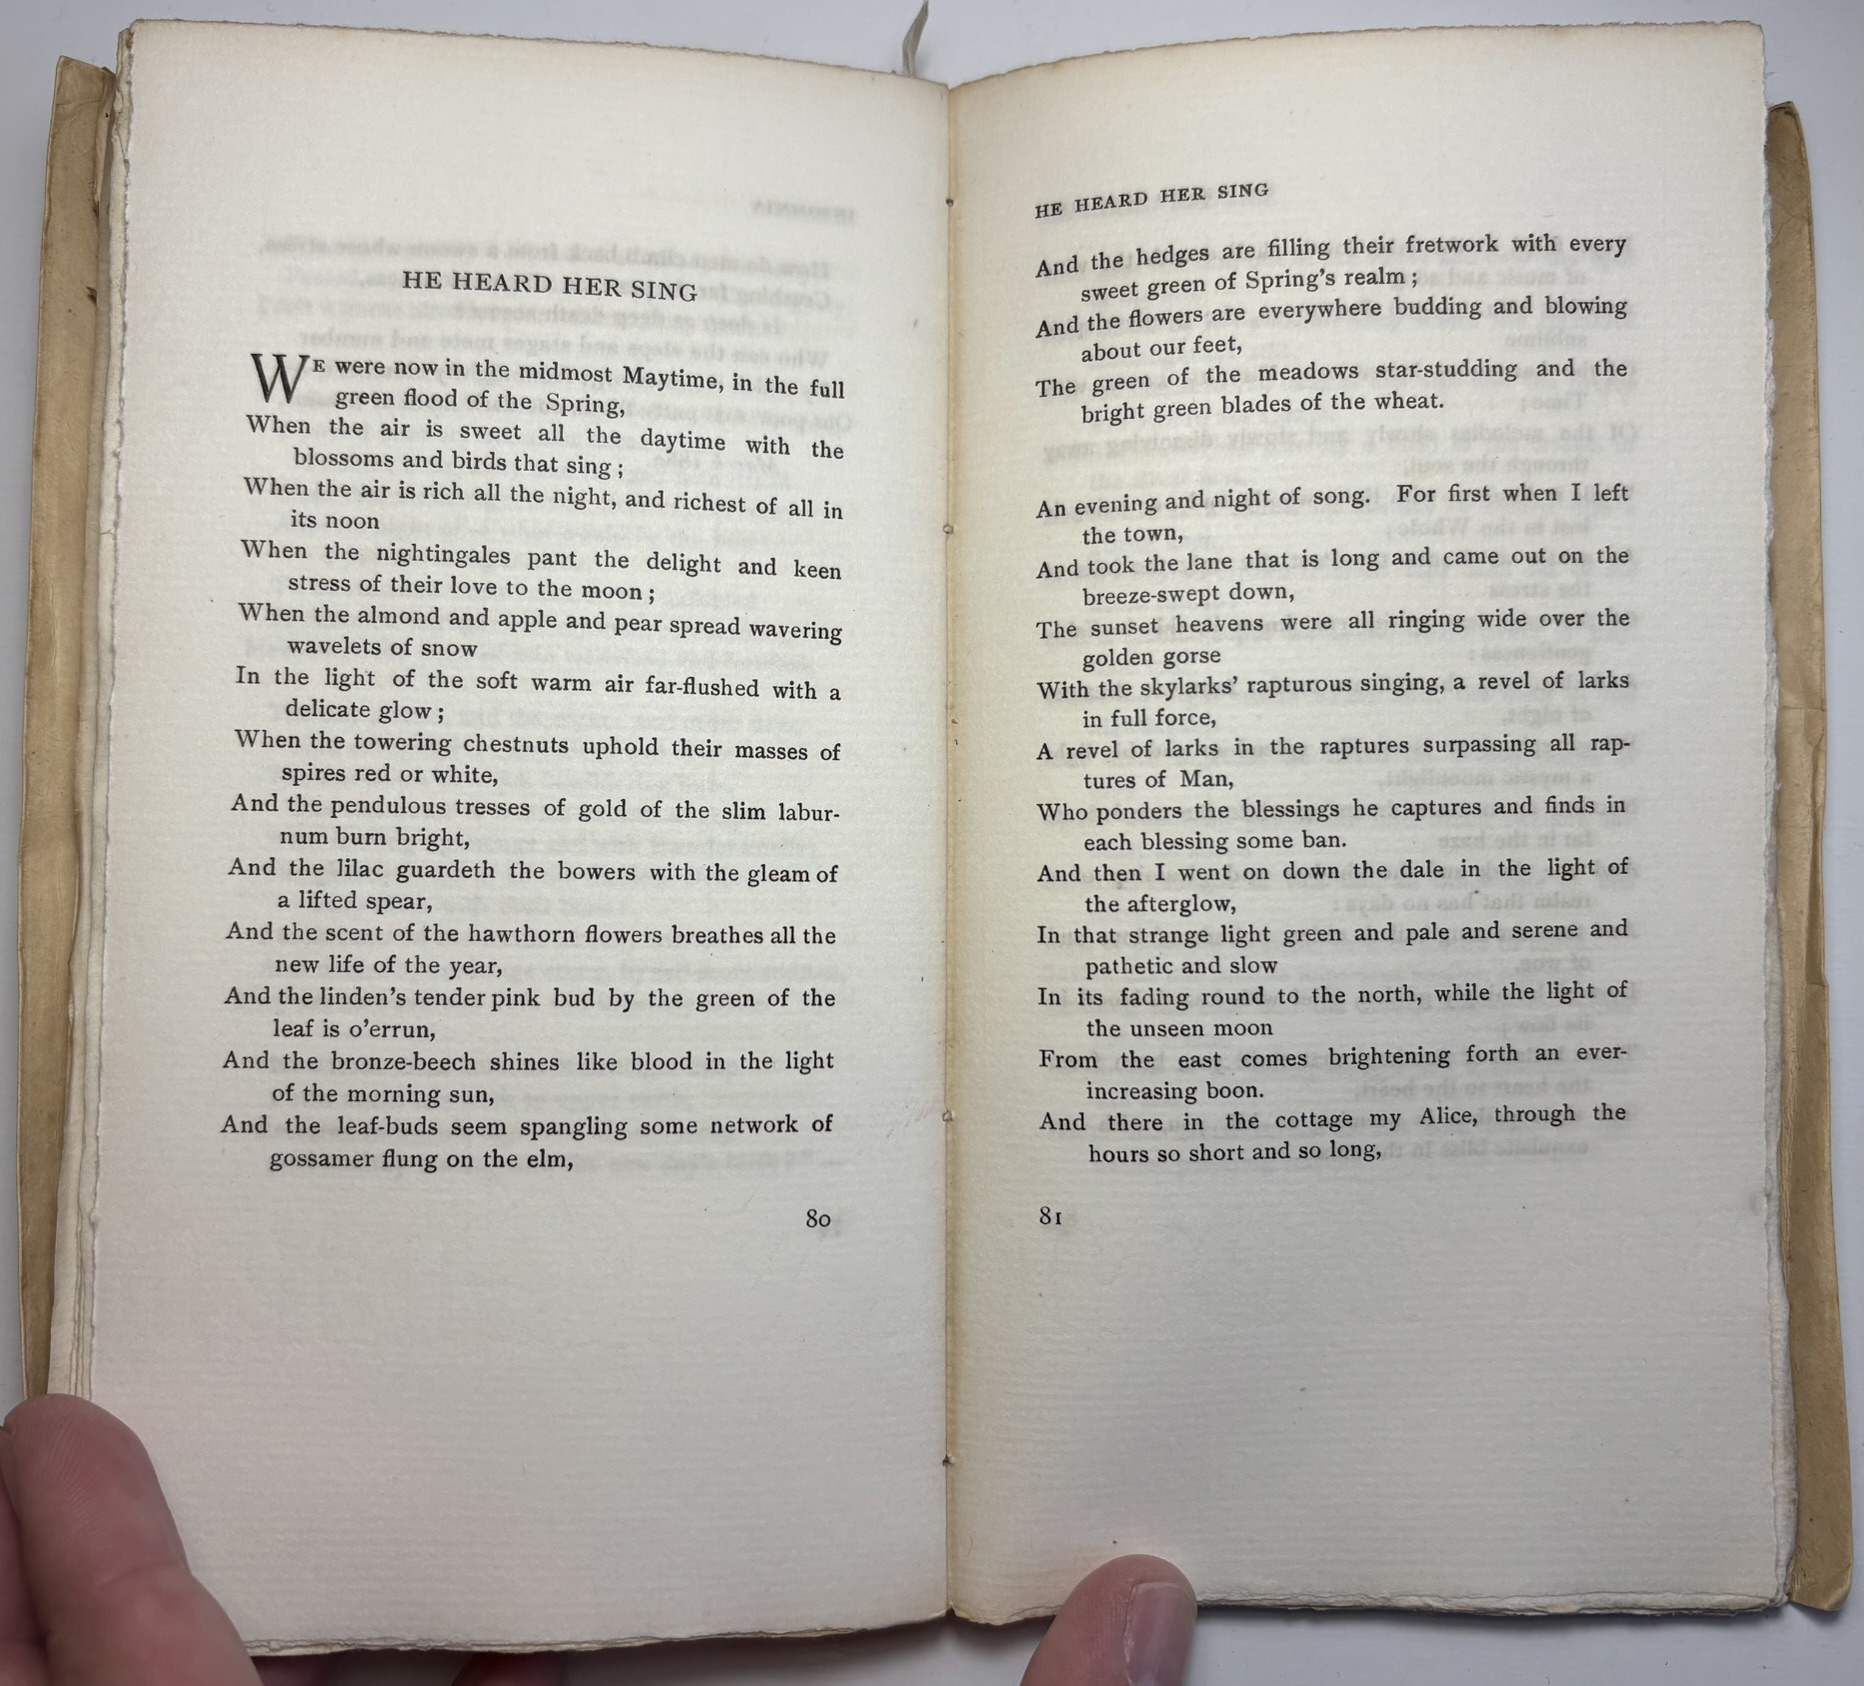 HE HEARD HER SING
WE were now in the midmost Maytime, in the full
green flood of the Spring,
When the air is sweet all the daytime with the
blossoms and birds that sing ;
When the air is rich all the night, and richest of all in
its noon
When the nightingales pant the delight and keen
stress of their love to the moon ;
When the almond and apple and pear spread wavering
wavelets of snow
In the light of the soft warm air far-flushed with a
delicate glow ;
When the towering chestnuts uphold their masses of
spires red or white,
And the pendulous tresses of gold of the slim labur-
num burn bright,
And the lilac guardeth the bowers with the gleam of
a lifted spear,
And the scent of the hawthorn flowers breathes all the
new life of the year,
And the linden's tender pink bud by the green of the
leaf is o'errun,
And the bronze-beech shines like blood in the light
of the morning sun,
And the leaf-buds seem spangling some network of
gossamer flung on the elm,
80
HE HEARD HER SING
And the hedges are filling their fretwork with every
sweet green of Spring's realm ;
And the flowers are everywhere budding and blowing
about our feet,
The green of the meadows star-studding and the
bright green blades of the wheat.
An evening and night of song. For first when I left
the town,
And took the lane that is long and came out on the
breeze-swept down,
The sunset heavens were all ringing wide over the
golden gorse
With the skylarks' rapturous singing, a revel of larks
in full force,
A revel of larks in the raptures surpassing all rap-
tures of Man,
Who ponders the blessings he captures and finds in
each blessing some ban.
And then I went on down the dale in the light of
the afterglow,
In that strange light green and pale and serene and
pathetic and slow
In its fading round to the north, while the light of
the unseen moon
From the east comes brightening forth an ever-
increasing boon.
And there in the cottage my Alice, through the
hours so short and so long,
81